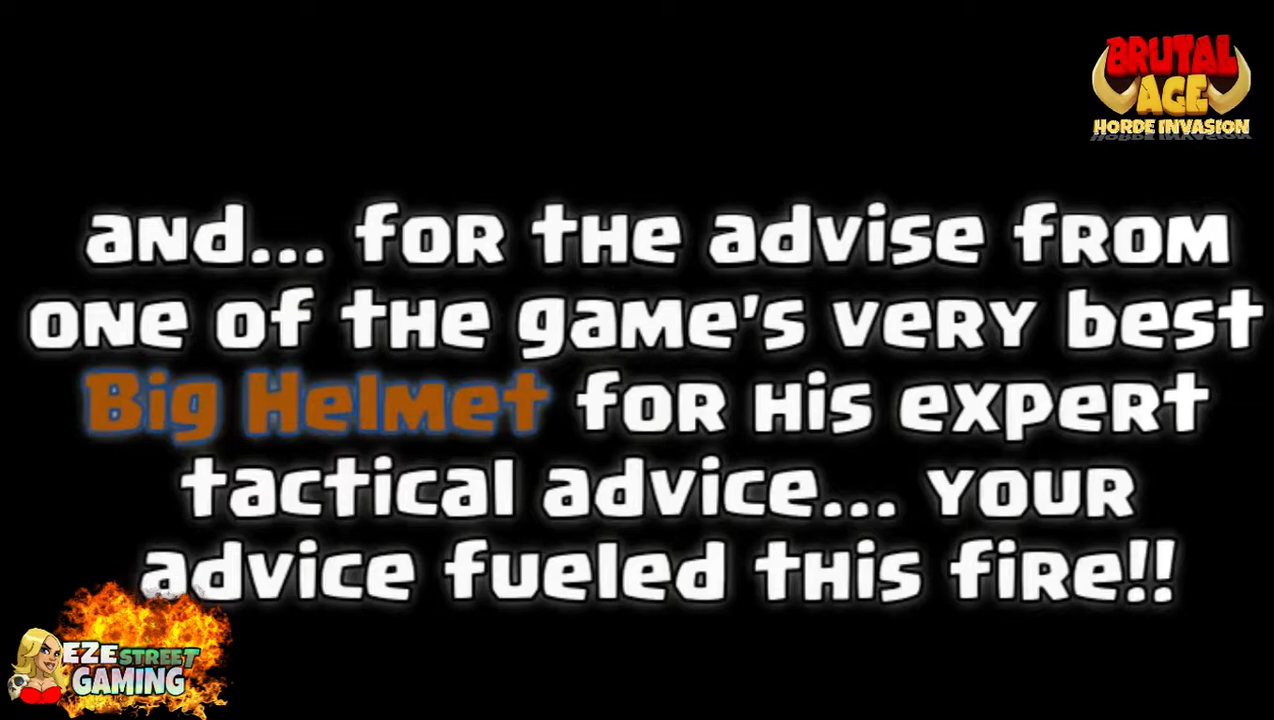 BRUTAL
AGE
HORDE INVASION
and... for the advise from
one of the game's very best
Big Helmet for his expert
tactical advice... your
advice fueled this fire!!
EZE STREET
GAMING